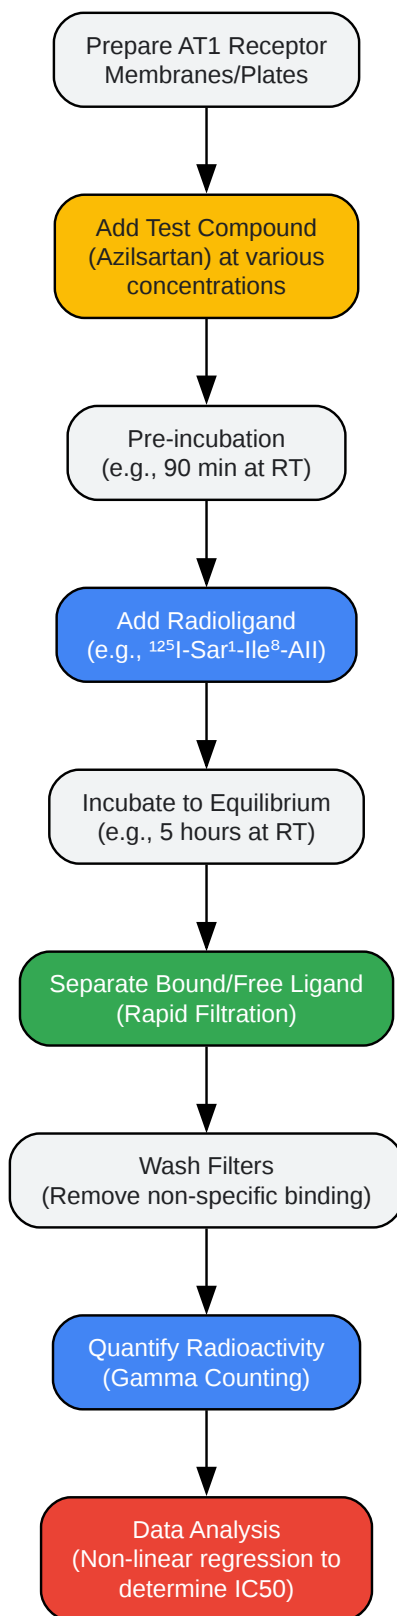 Prepare AT1 Receptor
Membranes/Plates
Add Test Compound
(Azilsartan) at various
concentrations
Pre-incubation
(e.g., 90 min at RT)
Add Radioligand
(e.g., ¹²⁵I-Sar¹-Ile⁸-AII)
Incubate to Equilibrium
(e.g., 5 hours at RT)
Separate Bound/Free Ligand
(Rapid Filtration)
Wash Filters
(Remove non-specific binding)
Quantify Radioactivity
(Gamma Counting)
Data Analysis
(Non-linear regression to
determine IC50)